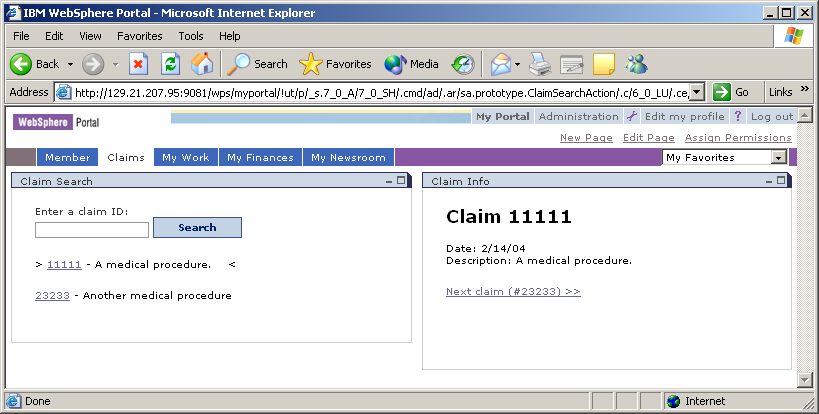 IBM WebSphere Portal - Microsoft Internet Explorer
File Edit View Favorites Tools Help
Back Search Favorites Media
Address http://129.21.207.95:9081/wps/myportal/!ut/p/_s.7_0_A/7_0_SH/.cmd/ad/.ar/sa.prototype.ClaimSearchAction/.c/6_0_LU/.ce, Go Links »
WebSphere Portal
My Portal Administration Edit my profile ? Log out
New Page Edit Page Assign Permissions
Member Claims My Work My Finances My Newsroom My Favorites
Claim Search
Enter a claim ID:
Search
> 11111 - A medical procedure. <
23233 - Another medical procedure
Claim Info
Claim 11111
Date: 2/14/04
Description: A medical procedure.
Next claim (#23233) >>
Done Internet